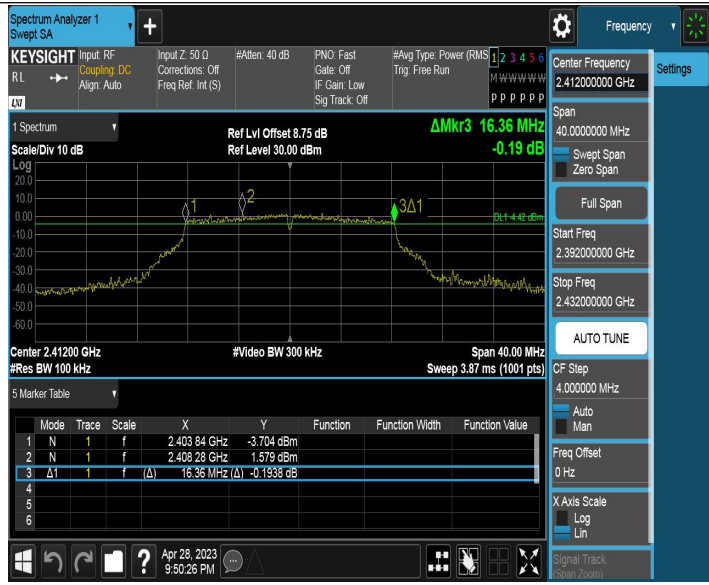 Spectrum Analyzer 1
Swept SA
+
Frequency
KEYSIGHT
RL
LXI
Input: RF
Coupling: DC
Align: Auto
Input Z: 50 Ω
Corrections: Off
Freq Ref: Int (S)
#Atten: 40 dB
PNO: Fast
Gate: Off
IF Gain: Low
Sig Track: Off
#Avg Type: Power (RMS
Trig: Free Run
1 2 3 4 5 6
M W W W W W
P P P P P P
1 Spectrum
Scale/Div 10 dB
Ref Lvl Offset 8.75 dB
Ref Level 30.00 dBm
ΔMkr3 16.36 MHz
-0.19 dB
Log
20.0
10.0
0.00
-10.0
-20.0
-30.0
-40.0
-50.0
-60.0
1
2
3Δ1
DL1 -4.42 dBm
Center 2.41200 GHz
#Video BW 300 kHz
Span 40.00 MHz
#Res BW 100 kHz
Sweep 3.87 ms (1001 pts)
5 Marker Table
Mode Trace Scale X Y Function Function Width Function Value
1 N 1 f 2.403 84 GHz -3.704 dBm
2 N 1 f 2.408 28 GHz 1.579 dBm
3 Δ1 1 f (Δ) 16.36 MHz (Δ) -0.1938 dB
4
5
6
Center Frequency
2.412000000 GHz
Settings
Span
40.0000000 MHz
Swept Span
Zero Span
Full Span
Start Freq
2.392000000 GHz
Stop Freq
2.432000000 GHz
AUTO TUNE
CF Step
4.000000 MHz
Auto
Man
Freq Offset
0 Hz
X Axis Scale
Log
Lin
Signal Track
(Span Zoom)
?
Apr 28, 2023
9:50:26 PM